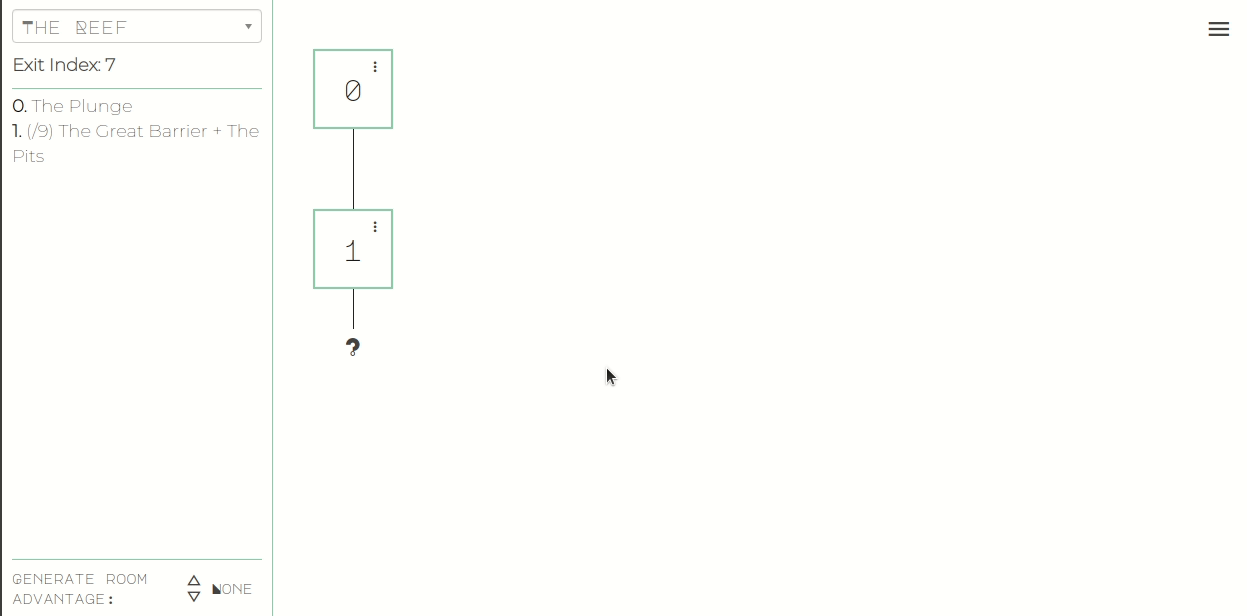 THE REEF
Exit Index: 7
0. The Plunge
1. (/9) The Great Barrier + The
Pits
GENERATE ROOM
ADVANTAGE:
NONE
0
1
?